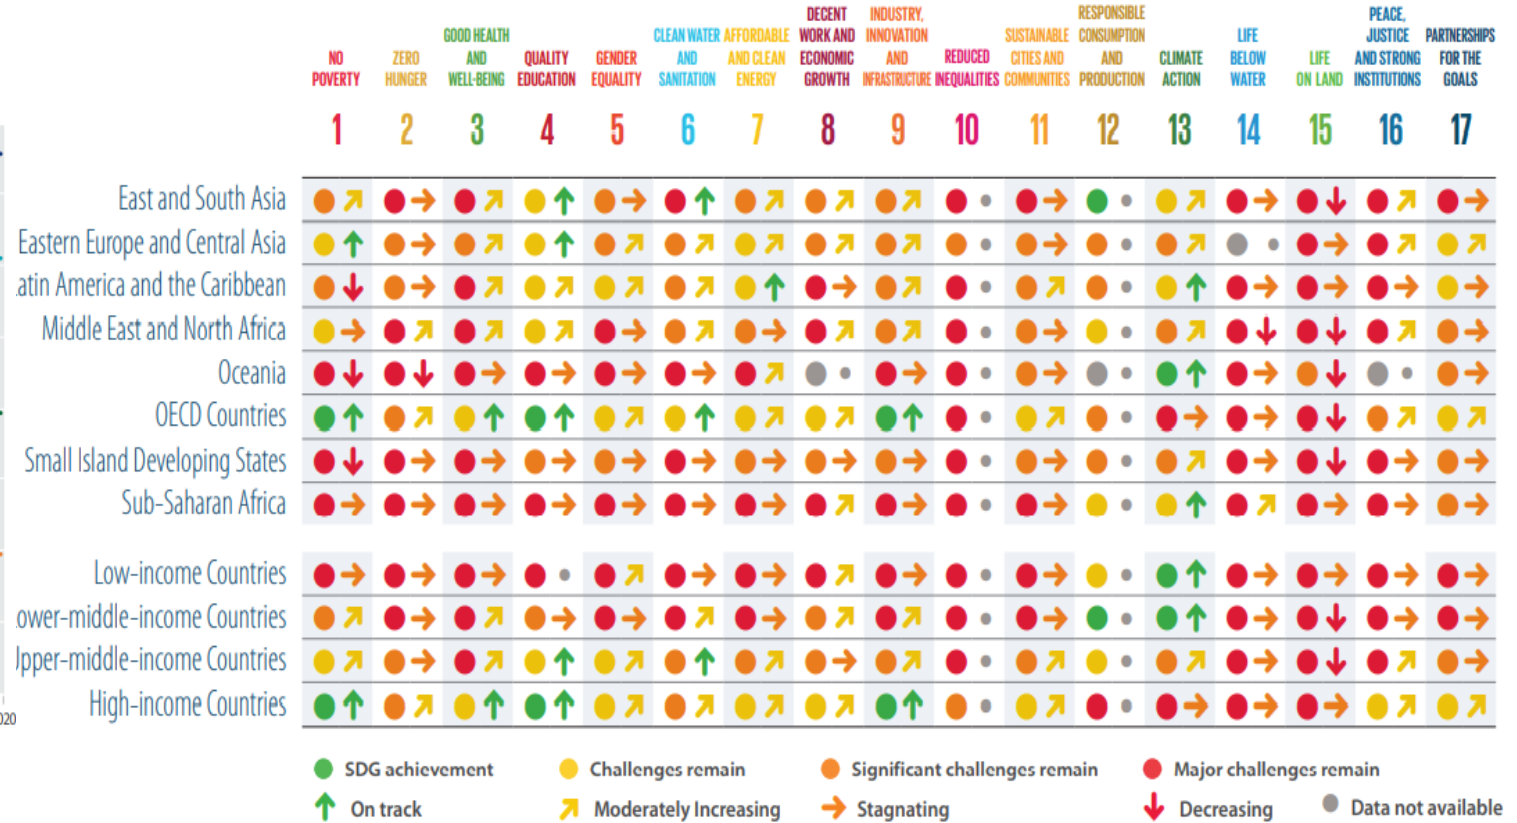 NO
POVERTY
ZERO
HUNGER
GOOD HEALTH
AND
WELL-BEING
QUALITY
EDUCATION
GENDER
EQUALITY
CLEAN WATER
AND
SANITATION
AFFORDABLE
AND CLEAN
ENERGY
DECENT
WORK AND
ECONOMIC
GROWTH
INDUSTRY,
INNOVATION
AND
INFRASTRUCTURE
REDUCED
INEQUALITIES
SUSTAINABLE
CITIES AND
COMMUNITIES
RESPONSIBLE
CONSUMPTION
AND
PRODUCTION
CLIMATE
ACTION
LIFE
BELOW
WATER
LIFE
ON LAND
PEACE,
JUSTICE
AND STRONG
INSTITUTIONS
PARTNERSHIPS
FOR THE
GOALS
1 2 3 4 5 6 7 8 9 10 11 12 13 14 15 16 17
East and South Asia
Eastern Europe and Central Asia
atin America and the Caribbean
Middle East and North Africa
Oceania
OECD Countries
Small Island Developing States
Sub-Saharan Africa
Low-income Countries
ower-middle-income Countries
pper-middle-income Countries
High-income Countries
020
SDG achievement Challenges remain Significant challenges remain Major challenges remain
On track Moderately Increasing Stagnating Decreasing Data not available